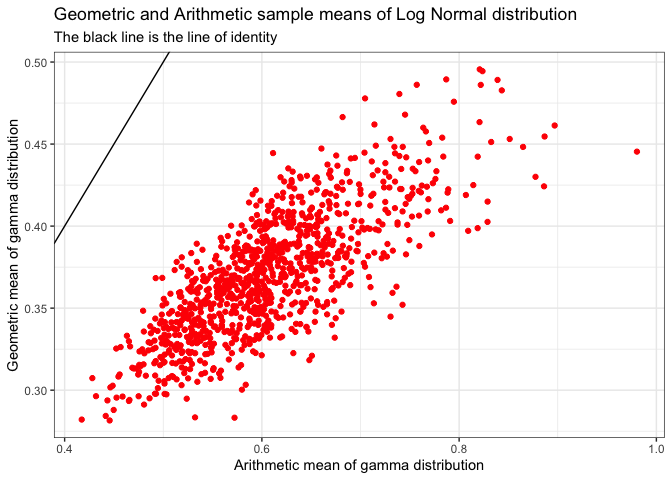 Geometric and Arithmetic sample means of Log Normal distribution
The black line is the line of identity
0.50
0.45
0.40
0.35
0.30
Geometric mean of gamma distribution
0.4
0.6
0.8
1.0
Arithmetic mean of gamma distribution